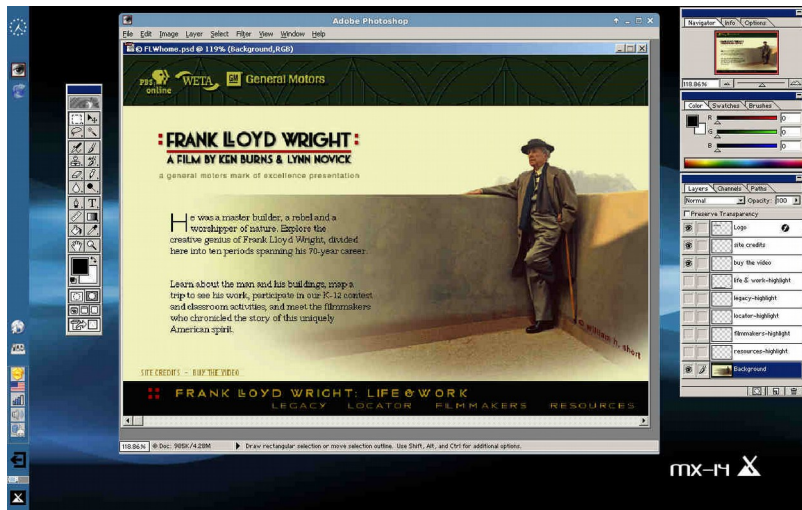 Adobe Photoshop
File Edit Image Layer Select Filter View Window Help
© FLWhome.psd @ 119% (Background,RGB)
PBS online WETA GM General Motors
FRANK LLOYD WRIGHT
A FILM BY KEN BURNS & LYNN NOVICK
a general motors mark of excellence presentation
He was a master builder, a rebel and a
worshipper of nature. Explore the
creative genius of Frank Lloyd Wright, divided
here into ten periods spanning his 70-year career.
Learn about the man and his buildings, map a
trip to see his work, participate in our K-12 contest
and classroom activities, and meet the filmmakers
who chronicled the story of this uniquely
American spirit.
© william h. short
SITE CREDITS - BUY THE VIDEO
FRANK LLOYD WRIGHT: LIFE & WORK
LEGACY LOCATOR FILMMAKERS RESOURCES
118.86% Doc: 905K/4.20M Draw rectangular selection or move selection outline. Use Shift, Alt, and Ctrl for additional options.
Navigator Info Options
118.86%
Color Swatches Brushes
R 0
G 0
B 0
Layers Channels Paths
Normal Opacity: 100
Preserve Transparency
Logo
site credits
buy the video
life & work-highlight
legacy-highlight
locator-highlight
filmmakers-highlight
resources-highlight
Background
mx-14